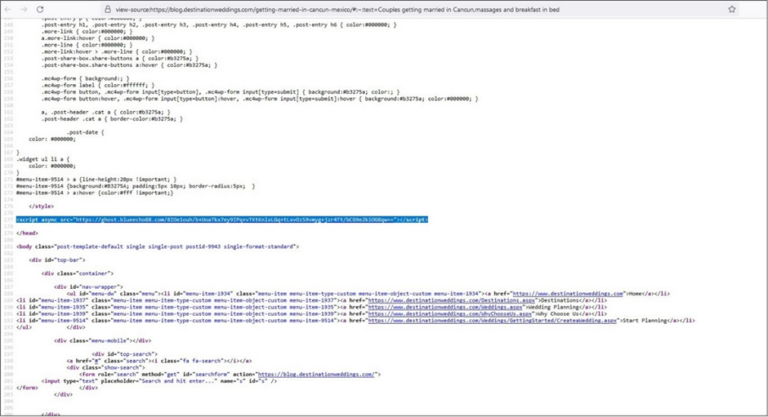 view-source:https://blog.destinationweddings.com/getting-married-in-cancun-mexico/#:~:text=Couples getting married in Cancun,massages and breakfast in bed
.post-entry h1, .post-entry h2, .post-entry h3, .post-entry h4, .post-entry h5, .post-entry h6 { color:#000000; }
.more-link { color:#000000; }
a.more-link:hover { color:#000000; }
.more-line { color:#000000; }
.more-link:hover > .more-line { color:#000000; }
.post-share-box.share-buttons a { color:#b3275a; }
.post-share-box.share-buttons a:hover { color:#b3275a; }
.mc4wp-form { background:; }
.mc4wp-form label { color:#ffffff; }
.mc4wp-form button, .mc4wp-form input[type=button], .mc4wp-form input[type=submit] { background:#b3275a; color:; }
.mc4wp-form button:hover, .mc4wp-form input[type=button]:hover, .mc4wp-form input[type=submit]:hover { background:#b3275a; color:#000000; }
a, .post-header .cat a { color:#b3275a; }
.post-header .cat a { border-color:#b3275a; }
.post-date {
color: #000000;
}
.widget ul li a {
color: #000000;
}
#menu-item-9514 > a {line-height:20px !important; }
#menu-item-9514 {background:#B3275A; padding:5px 10px; border-radius:5px; }
#menu-item-9514 > a:hover {color:#fff !important;}
</style>
<script async src="https://ghost.blueecho88.com/
"></script>
</head>
<body class="post-template-default single single-post postid-9943 single-format-standard">
<div id="top-bar">
<div class="container">
<div id="nav-wrapper">
<ul id="menu-dw" class="menu"><li id="menu-item-1934" class="menu-item menu-item-type-custom menu-item-object-custom menu-item-1934"><a href="https://www.destinationweddings.com">Home</a></li>
<li id="menu-item-1937" class="menu-item menu-item-type-custom menu-item-object-custom menu-item-1937"><a href="https://www.destinationweddings.com/Destinations.aspx">Destinations</a></li>
<li id="menu-item-1935" class="menu-item menu-item-type-custom menu-item-object-custom menu-item-1935"><a href="https://www.destinationweddings.com">Wedding Planning</a></li>
<li id="menu-item-1939" class="menu-item menu-item-type-custom menu-item-object-custom menu-item-1939"><a href="https://www.destinationweddings.com/WhyChooseUs.aspx">Why Choose Us</a></li>
<li id="menu-item-9514" class="menu-item menu-item-type-custom menu-item-object-custom menu-item-9514"><a href="https://www.destinationweddings.com/Weddings/GettingStarted/CreateaWedding.aspx">Start Planning</a></li>
</ul> </div>
<div class="menu-mobile"></div>
<div id="top-search">
<a href="#" class="search"><i class="fa fa-search"></i></a>
<div class="show-search">
<form role="search" method="get" id="searchform" action="https://blog.destinationweddings.com/">
<input type="text" placeholder="Search and hit enter..." name="s" id="s" />
</form> </div>
</div>
</div>